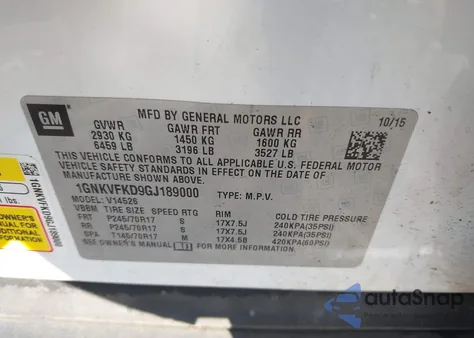 GM
MFD BY GENERAL MOTORS LLC
10/15
GVWR GAWR FRT GAWR RR
2930 KG 1450 KG 1600 KG
6459 LB 3196 LB 3527 LB
THIS VEHICLE CONFORMS TO ALL APPLICABLE U.S. FEDERAL MOTOR
VEHICLE SAFETY STANDARDS IN EFFECT ON THE DATE OF
MANUFACTURE SHOWN ABOVE.
1GNKVFKD9GJ189000 TYPE: M.P.V.
MODEL: V14526
VBBM TIRE SIZE SPEED RTG RIM COLD TIRE PRESSURE
FRT P245/70R17 S 17X7.5J 240KPA(35PSI)
RR P245/70R17 S 17X7.5J 240KPA(35PSI)
SPA T145/70R17 M 17X4.5B 420KPA(60PSI)
SEE OWNER'S MANUAL FOR MORE INFORMATION.
1GNKVFKD9GJ189000
OWNER'S
MANUAL
autoSnap